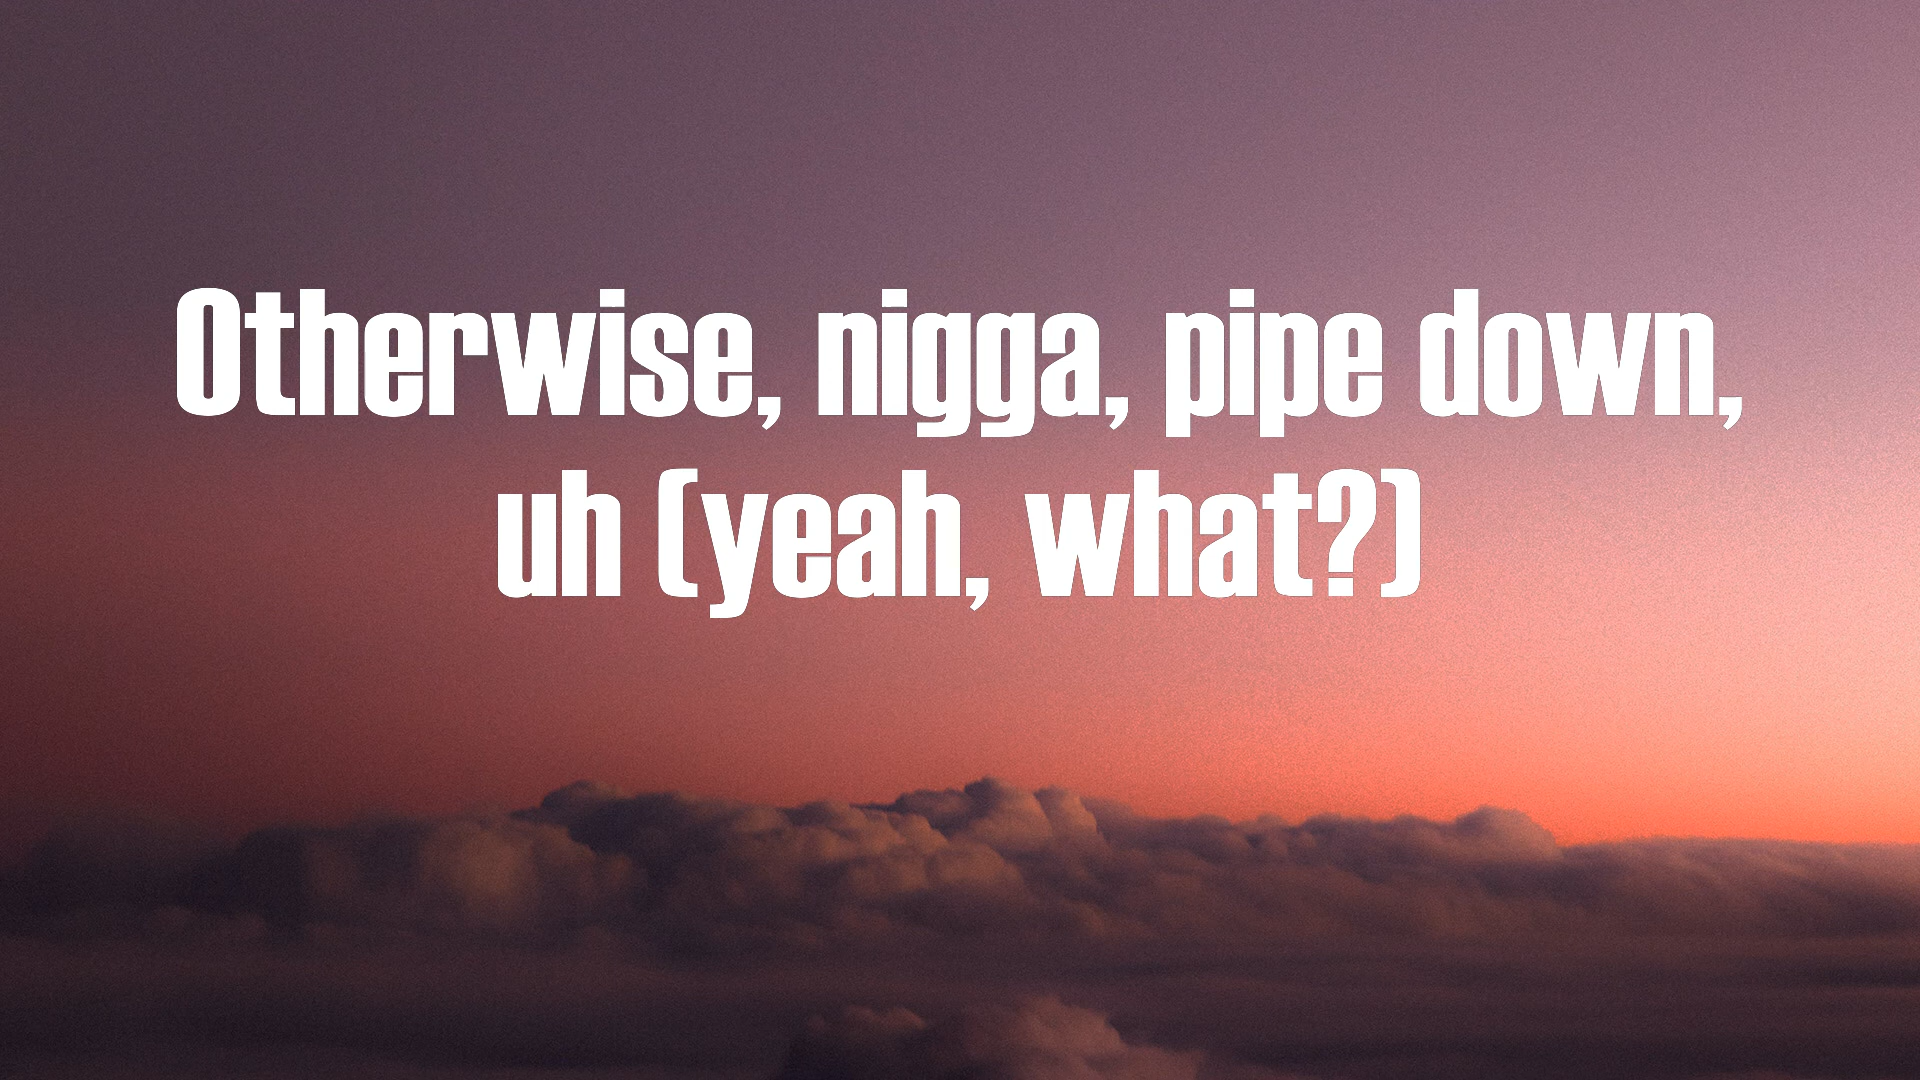 Otherwise, nigga, pipe down,
uh (yeah, what?)